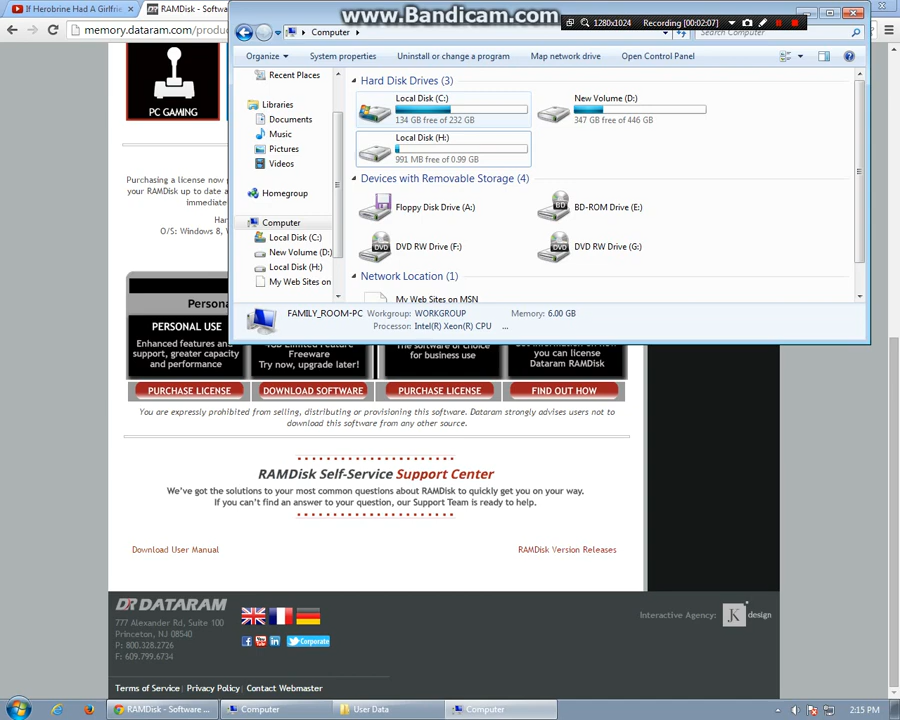 If Herobrine Had A Girlfrie
RAMDisk - Softwa
memory.dataram.com/produ
www.Bandicam.com
1280x1024
Recording [00:02:07]
Computer
Search Computer
Organize
System properties
Uninstall or change a program
Map network drive
Open Control Panel
Recent Places
Libraries
Documents
Music
Pictures
Videos
Homegroup
Computer
Local Disk (C:)
New Volume (D:)
Local Disk (H:)
My Web Sites on
Hard Disk Drives (3)
Local Disk (C:)
134 GB free of 232 GB
New Volume (D:)
347 GB free of 446 GB
Local Disk (H:)
991 MB free of 0.99 GB
Devices with Removable Storage (4)
Floppy Disk Drive (A:)
BD-ROM Drive (E:)
DVD RW Drive (F:)
DVD RW Drive (G:)
Network Location (1)
My Web Sites on MSN
FAMILY_ROOM-PC
Workgroup: WORKGROUP
Memory: 6.00 GB
Processor: Intel(R) Xeon(R) CPU ...
PC GAMING
Purchasing a license now
your RAMDisk up to date a
immediate
Har
O/S: Windows 8, W
Persona
PERSONAL USE
Enhanced features and
support, greater capacity
and performance
Freeware
Try now, upgrade later!
for business use
you can license
Dataram RAMDisk
PURCHASE LICENSE
DOWNLOAD SOFTWARE
PURCHASE LICENSE
FIND OUT HOW
You are expressly prohibited from selling, distributing or provisioning this software. Dataram strongly advises users not to
download this software from any other source.
RAMDisk Self-Service Support Center
We've got the solutions to your most common questions about RAMDisk to quickly get you on your way.
If you can't find an answer to your question, our Support Team is ready to help.
Download User Manual
RAMDisk Version Releases
DATARAM
777 Alexander Rd, Suite 100
Princeton, NJ 08540
P: 800.328.2726
F: 609.799.6734
Corporate
Interactive Agency:
JK design
Terms of Service | Privacy Policy | Contact Webmaster
RAMDisk - Software ...
Computer
User Data
Computer
2:15 PM